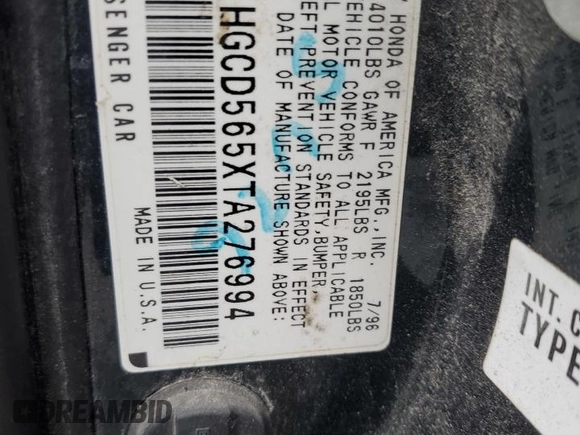 Y HONDA OF AMERICA MFG., INC. 7/96
4010LBS GAWR F 2195LBS R 1850LBS
VEHICLE CONFORMS TO ALL APPLICABLE
L MOTOR VEHICLE SAFETY, BUMPER,
EFT PREVENTION STANDARDS IN EFFECT
DATE OF MANUFACTURE SHOWN ABOVE:
HGCD565XTA276994
SSENGER CAR
MADE IN U.S.A.
INT. C
TYPE
DREAMBID